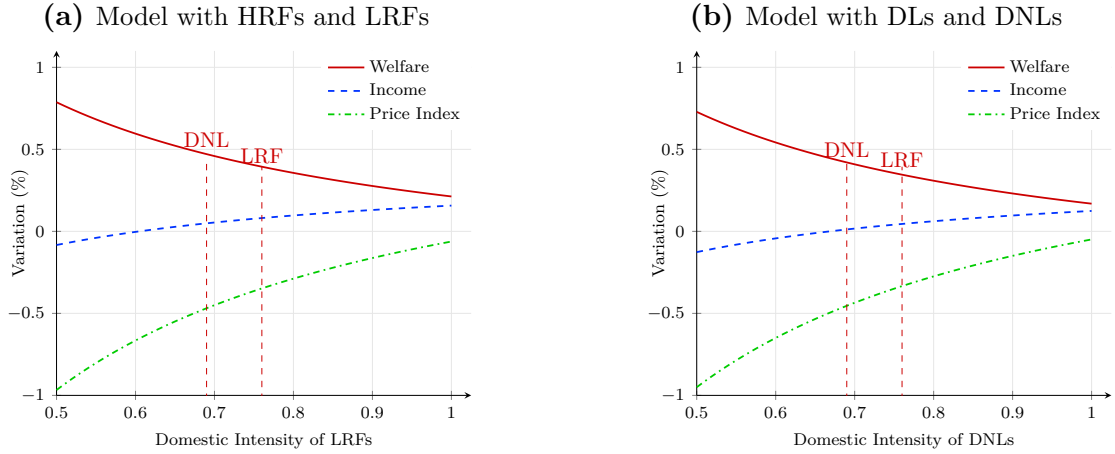 (a) Model with HRFs and LRFs
1
0.5
0
−0.5
−1
0.5 0.6 0.7 0.8 0.9 1
Variation (%)
Domestic Intensity of LRFs
Welfare
Income
Price Index
DNL
LRF
(b) Model with DLs and DNLs
1
0.5
0
−0.5
−1
0.5 0.6 0.7 0.8 0.9 1
Variation (%)
Domestic Intensity of DNLs
Welfare
Income
Price Index
DNL
LRF